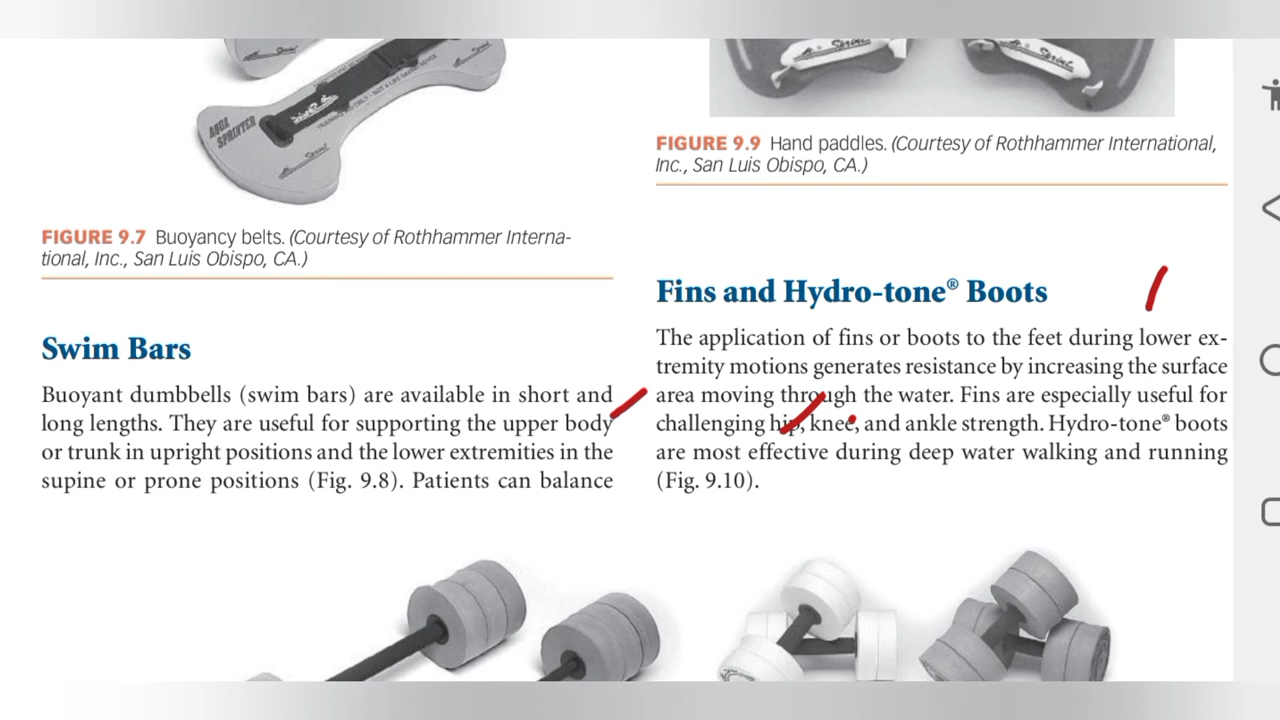 AQUA
SPRINTER
Sprint
Sprint
FIGURE 9.7 Buoyancy belts. (Courtesy of Rothhammer Interna-
tional, Inc., San Luis Obispo, CA.)
Swim Bars
Buoyant dumbbells (swim bars) are available in short and
long lengths. They are useful for supporting the upper body
or trunk in upright positions and the lower extremities in the
supine or prone positions (Fig. 9.8). Patients can balance
Sprint
Sprint
FIGURE 9.9 Hand paddles. (Courtesy of Rothhammer International,
Inc., San Luis Obispo, CA.)
Fins and Hydro-tone® Boots
The application of fins or boots to the feet during lower ex-
tremity motions generates resistance by increasing the surface
area moving through the water. Fins are especially useful for
challenging hip, knee, and ankle strength. Hydro-tone® boots
are most effective during deep water walking and running
(Fig. 9.10).